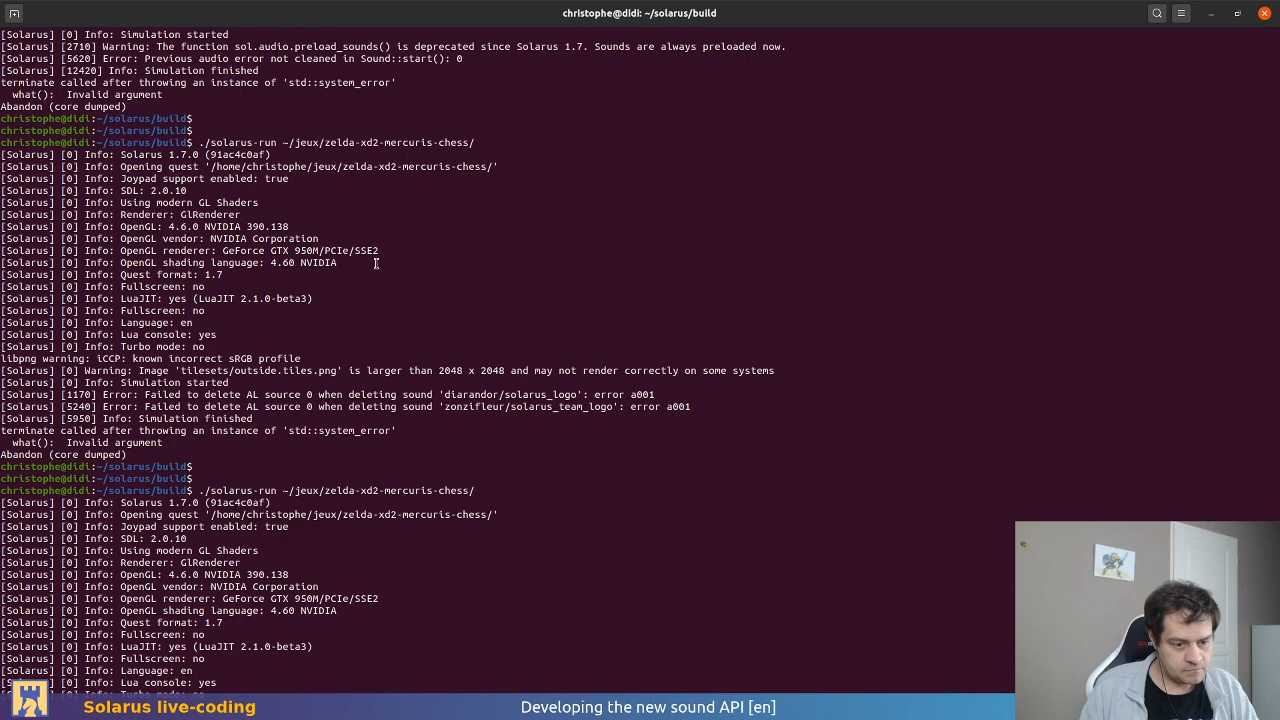 christophe@didi: ~/solarus/build
[Solarus] [0] Info: Simulation started
[Solarus] [2710] Warning: The function sol.audio.preload_sounds() is deprecated since Solarus 1.7. Sounds are always preloaded now.
[Solarus] [5620] Error: Previous audio error not cleaned in Sound::start(): 0
[Solarus] [12420] Info: Simulation finished
terminate called after throwing an instance of 'std::system_error'
  what():  Invalid argument
Abandon (core dumped)
christophe@didi:~/solarus/build$
christophe@didi:~/solarus/build$
christophe@didi:~/solarus/build$ ./solarus-run ~/jeux/zelda-xd2-mercuris-chess/
[Solarus] [0] Info: Solarus 1.7.0 (91ac4c0af)
[Solarus] [0] Info: Opening quest '/home/christophe/jeux/zelda-xd2-mercuris-chess/'
[Solarus] [0] Info: Joypad support enabled: true
[Solarus] [0] Info: SDL: 2.0.10
[Solarus] [0] Info: Using modern GL Shaders
[Solarus] [0] Info: Renderer: GlRenderer
[Solarus] [0] Info: OpenGL: 4.6.0 NVIDIA 390.138
[Solarus] [0] Info: OpenGL vendor: NVIDIA Corporation
[Solarus] [0] Info: OpenGL renderer: GeForce GTX 950M/PCIe/SSE2
[Solarus] [0] Info: OpenGL shading language: 4.60 NVIDIA
[Solarus] [0] Info: Quest format: 1.7
[Solarus] [0] Info: Fullscreen: no
[Solarus] [0] Info: LuaJIT: yes (LuaJIT 2.1.0-beta3)
[Solarus] [0] Info: Fullscreen: no
[Solarus] [0] Info: Language: en
[Solarus] [0] Info: Lua console: yes
[Solarus] [0] Info: Turbo mode: no
libpng warning: iCCP: known incorrect sRGB profile
[Solarus] [0] Warning: Image 'tilesets/outside.tiles.png' is larger than 2048 x 2048 and may not render correctly on some systems
[Solarus] [0] Info: Simulation started
[Solarus] [1170] Error: Failed to delete AL source 0 when deleting sound 'diarandor/solarus_logo': error a001
[Solarus] [5240] Error: Failed to delete AL source 0 when deleting sound 'zonzifleur/solarus_team_logo': error a001
[Solarus] [5950] Info: Simulation finished
terminate called after throwing an instance of 'std::system_error'
  what():  Invalid argument
Abandon (core dumped)
christophe@didi:~/solarus/build$
christophe@didi:~/solarus/build$
christophe@didi:~/solarus/build$ ./solarus-run ~/jeux/zelda-xd2-mercuris-chess/
[Solarus] [0] Info: Solarus 1.7.0 (91ac4c0af)
[Solarus] [0] Info: Opening quest '/home/christophe/jeux/zelda-xd2-mercuris-chess/'
[Solarus] [0] Info: Joypad support enabled: true
[Solarus] [0] Info: SDL: 2.0.10
[Solarus] [0] Info: Using modern GL Shaders
[Solarus] [0] Info: Renderer: GlRenderer
[Solarus] [0] Info: OpenGL: 4.6.0 NVIDIA 390.138
[Solarus] [0] Info: OpenGL vendor: NVIDIA Corporation
[Solarus] [0] Info: OpenGL renderer: GeForce GTX 950M/PCIe/SSE2
[Solarus] [0] Info: OpenGL shading language: 4.60 NVIDIA
[Solarus] [0] Info: Quest format: 1.7
[Solarus] [0] Info: Fullscreen: no
[Solarus] [0] Info: LuaJIT: yes (LuaJIT 2.1.0-beta3)
[Solarus] [0] Info: Fullscreen: no
[Solarus] [0] Info: Language: en
[0] Info: Lua console: yes
Solarus live-coding
Developing the new sound API [en]